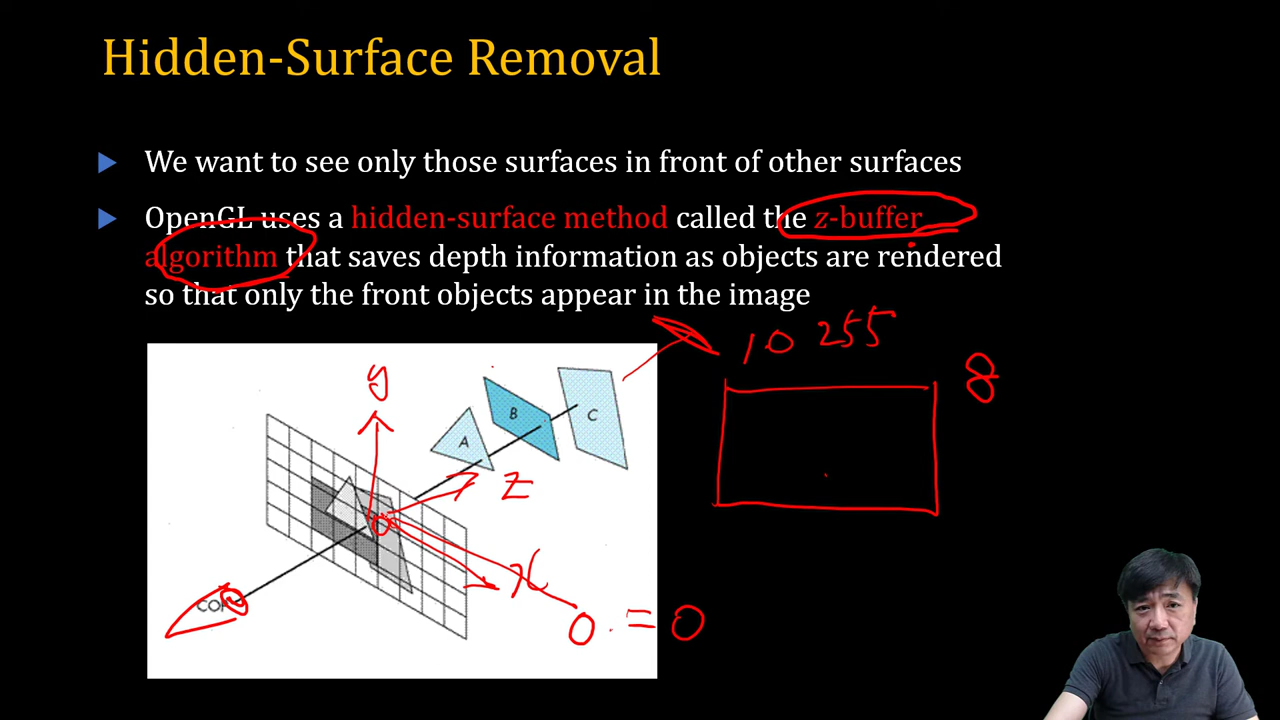 Hidden-Surface Removal
We want to see only those surfaces in front of other surfaces
OpenGL uses a hidden-surface method called the z-buffer
algorithm that saves depth information as objects are rendered
so that only the front objects appear in the image
10 255
8
y
A
B
C
z
x
COP
0
0 . = 0